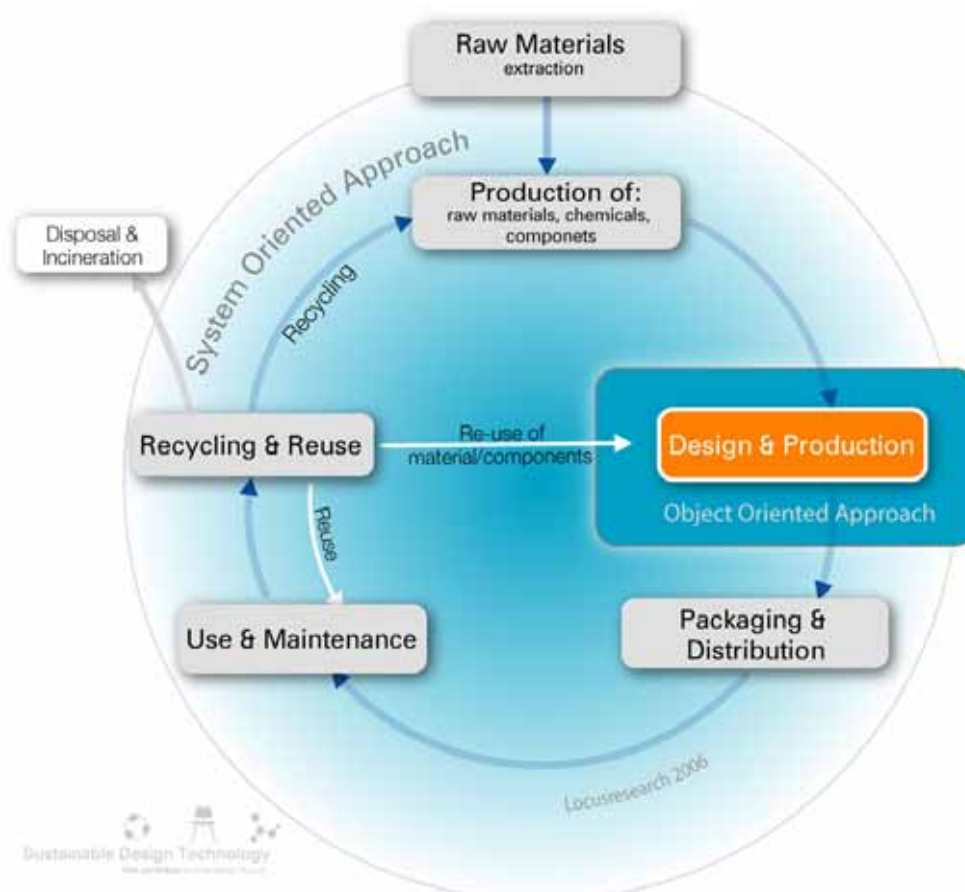 Raw Materials
extraction
System Oriented Approach
Production of:
raw materials, chemicals,
componets
Disposal &
Incineration
Recycling
Recycling & Reuse
Re-use of
material/components
Design & Production
Object Oriented Approach
Reuse
Use & Maintenance
Packaging &
Distribution
Locusresearch 2006
Sustainable Design Technology